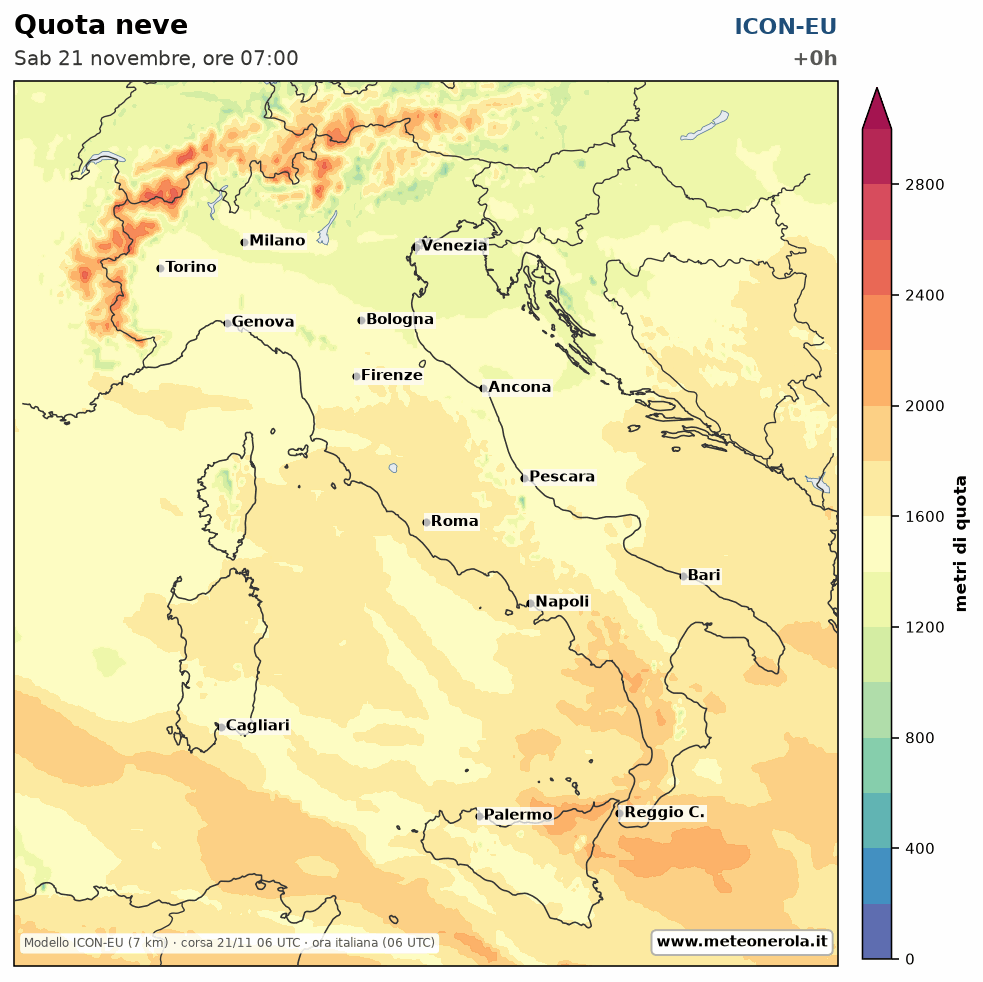 Quota neve
ICON-EU
Sab 21 novembre, ore 07:00
+0h
Milano
Venezia
Torino
Genova
Bologna
Firenze
Ancona
Pescara
Roma
Bari
Napoli
Cagliari
Palermo
Reggio C.
2800
2400
2000
1600
1200
800
400
0
metri di quota
Modello ICON-EU (7 km) · corsa 21/11 06 UTC · ora italiana (06 UTC)
www.meteonerola.it